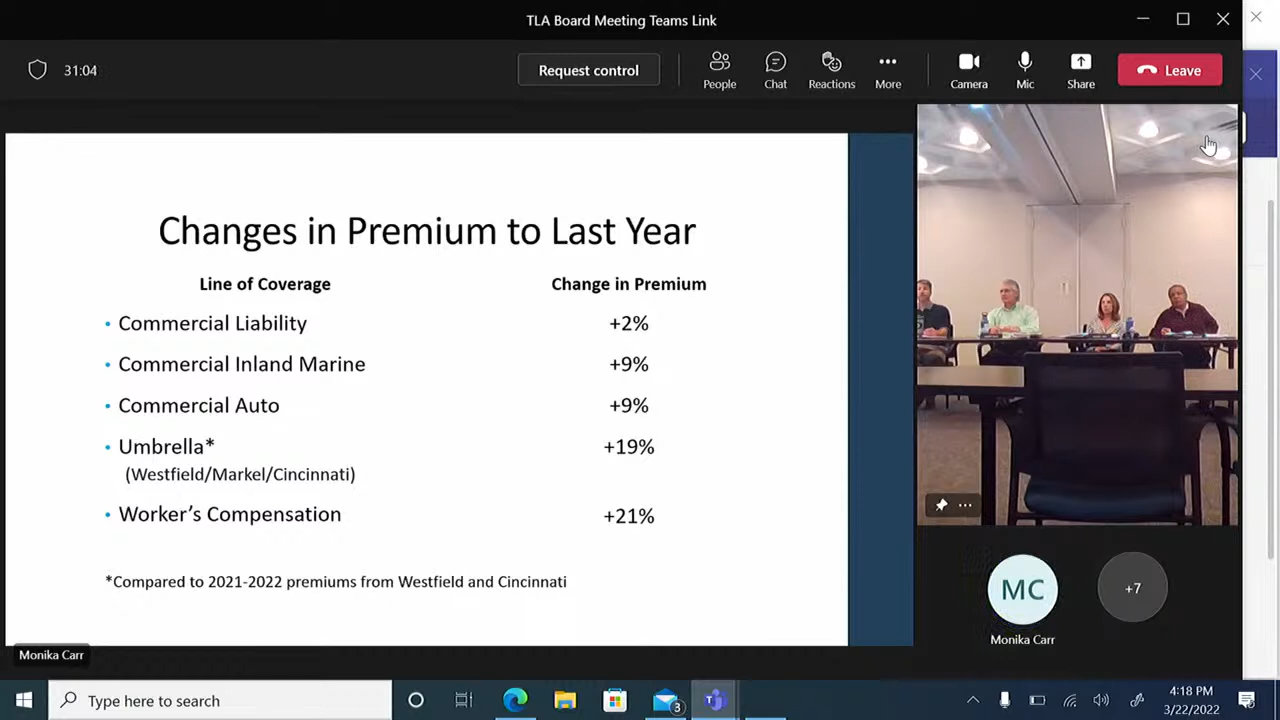 TLA Board Meeting Teams Link
31:04
Request control
People
Chat
Reactions
More
Camera
Mic
Share
Leave
Changes in Premium to Last Year
Line of Coverage Change in Premium
• Commercial Liability +2%
• Commercial Inland Marine +9%
• Commercial Auto +9%
• Umbrella* +19%
(Westfield/Markel/Cincinnati)
• Worker's Compensation +21%
*Compared to 2021-2022 premiums from Westfield and Cincinnati
Monika Carr
MC
Monika Carr
+7
Type here to search
3
4:18 PM
3/22/2022